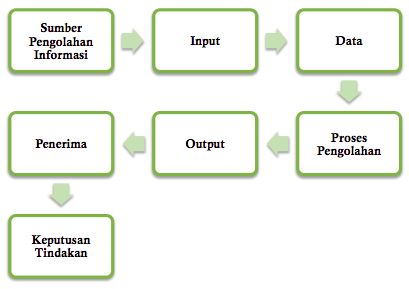 Sumber
Pengolahan
Informasi
Input
Data
Proses
Pengolahan
Output
Penerima
Keputusan
Tindakan